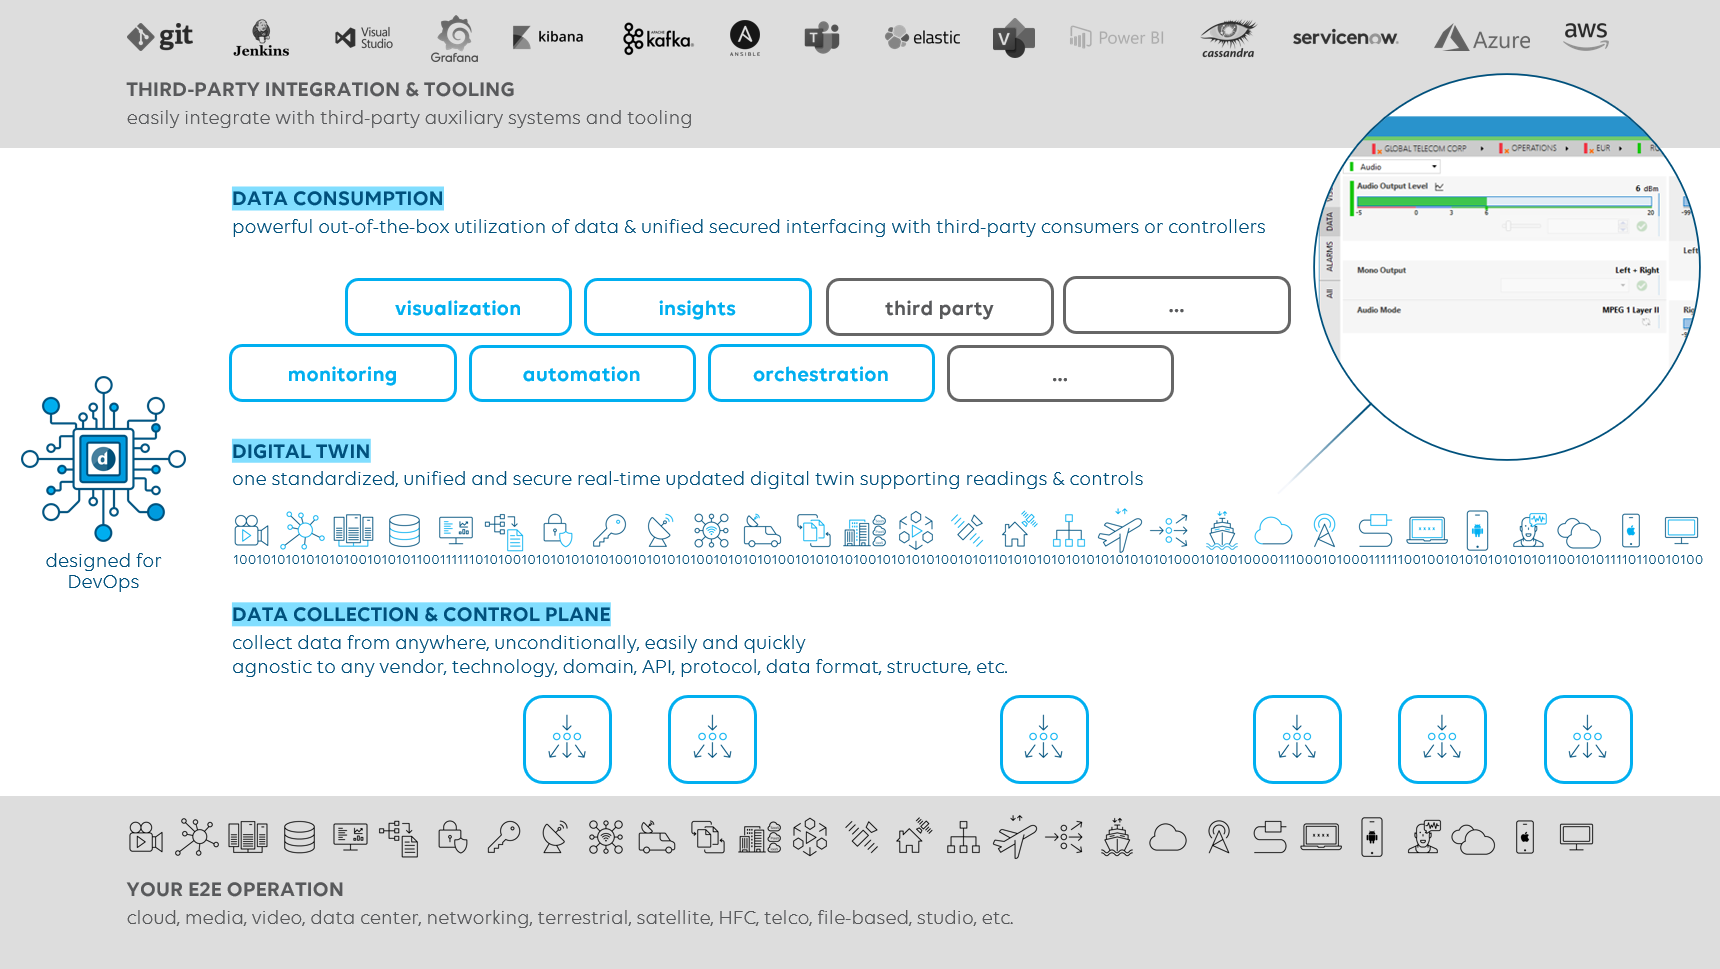 git
Jenkins
Visual
Studio
Grafana
kibana
APACHE
kafka
A
ANSIBLE
T
elastic
V
Power BI
cassandra
servicenow
Azure
aws
THIRD-PARTY INTEGRATION & TOOLING
easily integrate with third-party auxiliary systems and tooling
GLOBAL TELECOM CORP
OPERATIONS
EUR
Audio
Audio Output Level
6 dBm
-5 0 3 6 20
DATA
ALARMS
All
Left
Mono Output
Left + Right
Audio Mode
MPEG 1 Layer II
DATA CONSUMPTION
powerful out-of-the-box utilization of data & unified secured interfacing with third-party consumers or controllers
visualization
insights
third party
...
monitoring
automation
orchestration
...
d
designed for
DevOps
DIGITAL TWIN
one standardized, unified and secure real-time updated digital twin supporting readings & controls
DATA COLLECTION & CONTROL PLANE
collect data from anywhere, unconditionally, easily and quickly
agnostic to any vendor, technology, domain, API, protocol, data format, structure, etc.
YOUR E2E OPERATION
cloud, media, video, data center, networking, terrestrial, satellite, HFC, telco, file-based, studio, etc.